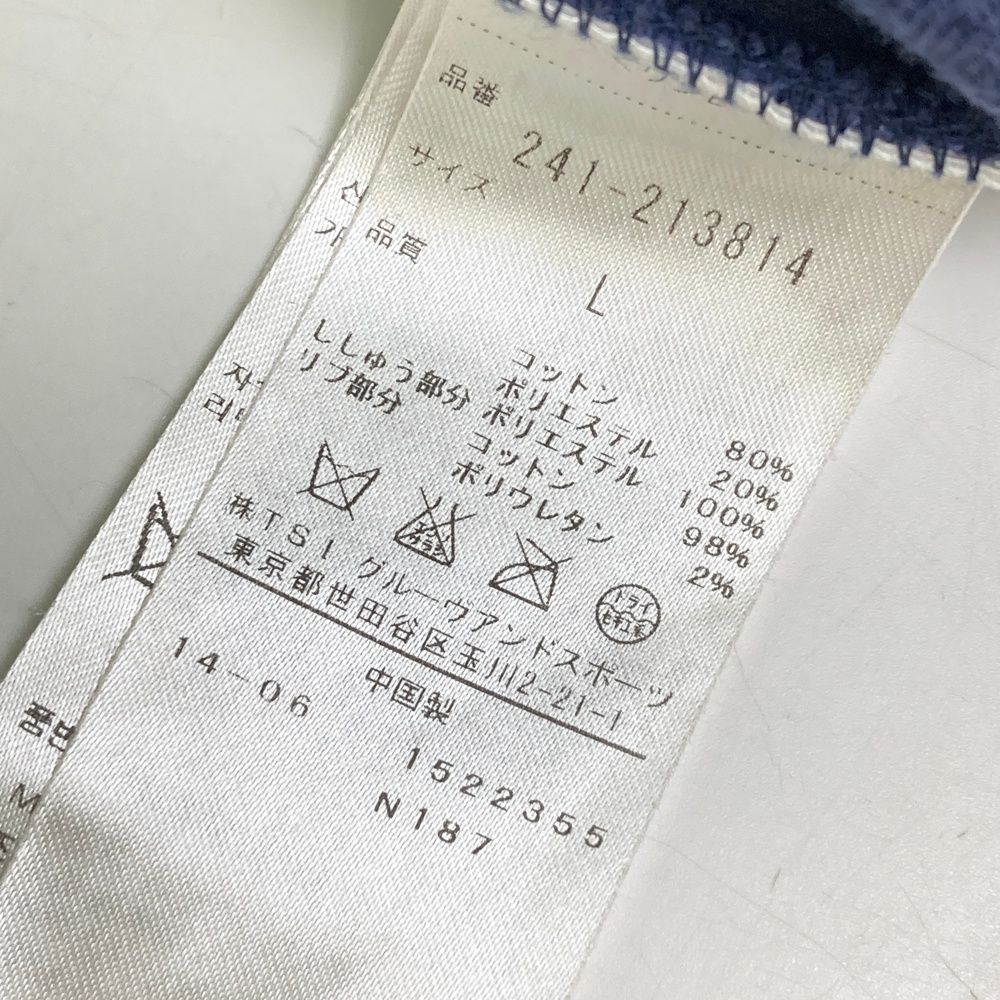 品番
241-213814
サイズ
L
品質
コットン 80%
ポリエステル 20%
ししゅう部分 ポリエステル 100%
リブ部分 コットン 98%
ポリウレタン 2%
㈱TSIグルーヴアンドスポーツ
東京都世田谷区玉川2-21-1
14-06 中国製
1522355
N187